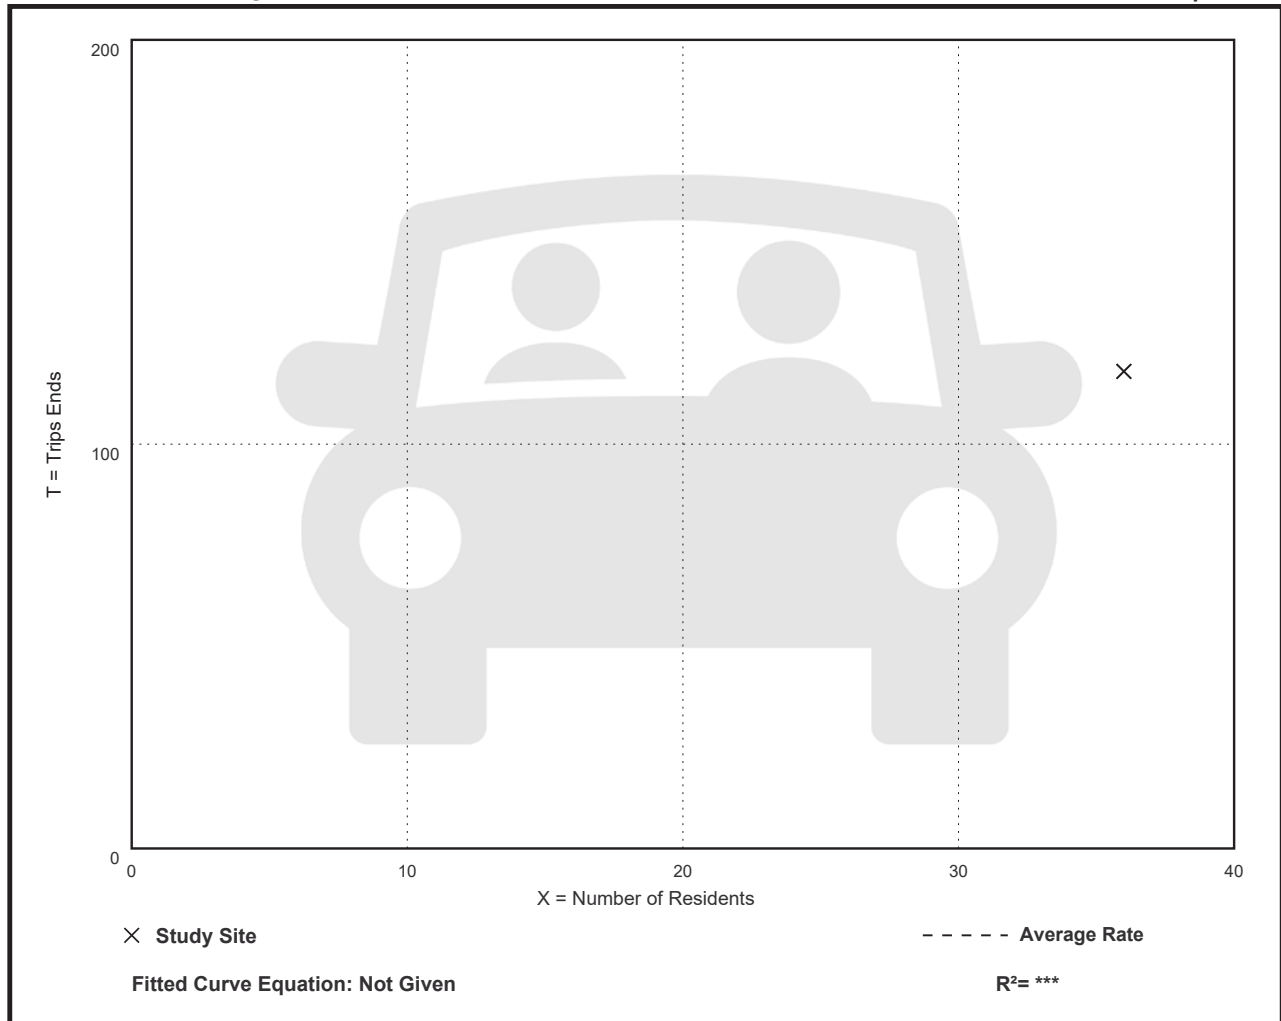 200
100
0
T = Trips Ends
0 10 20 30 40
X = Number of Residents
Study Site
Average Rate
Fitted Curve Equation: Not Given
R²= ***